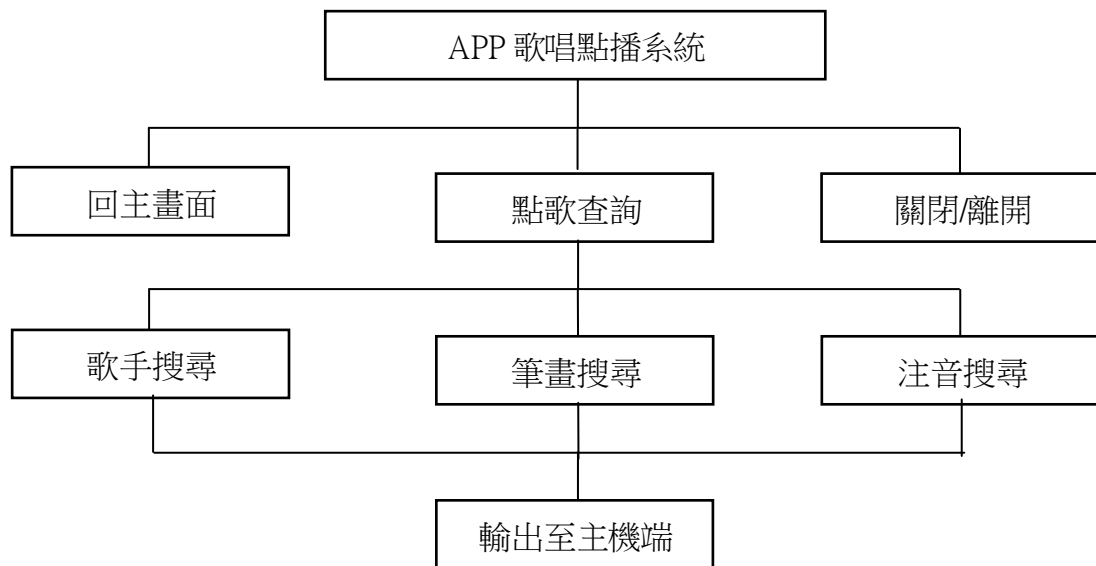 APP 歌唱點播系統
回主畫面
點歌查詢
關閉/離開
歌手搜尋
筆畫搜尋
注音搜尋
輸出至主機端